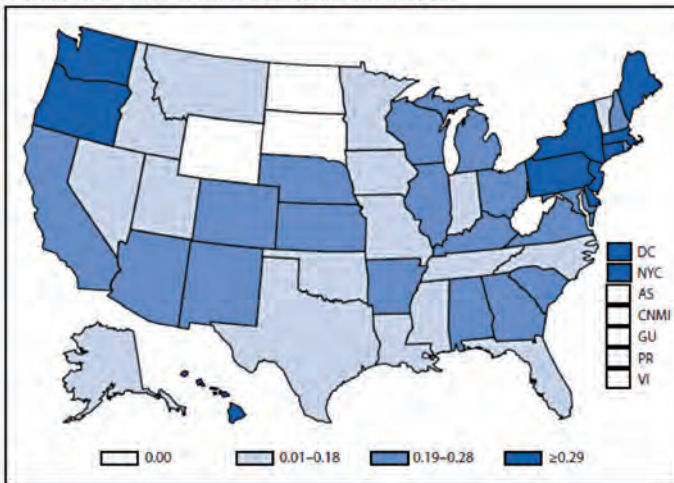 DC
NYC
AS
CNMI
GU
PR
VI
0.00
0.01–0.18
0.19–0.28
≥0.29